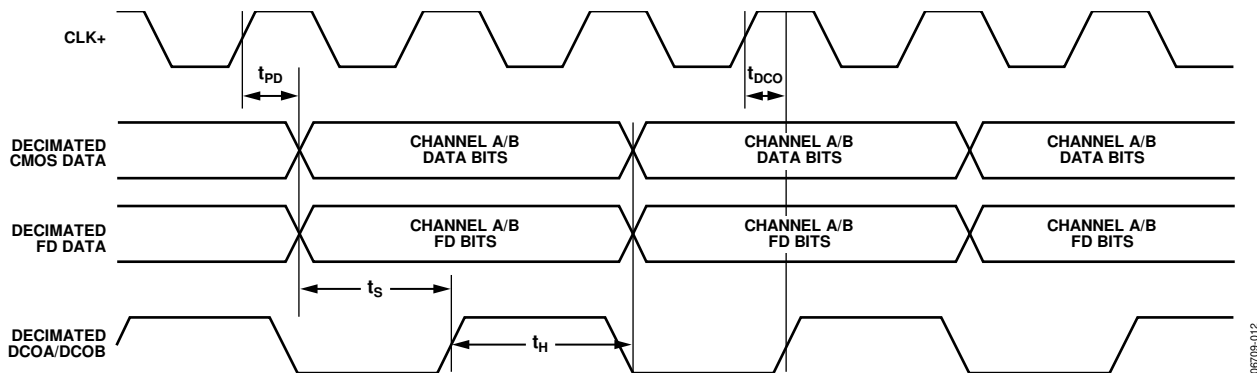 CLK+
tPD
tDCO
DECIMATED
CMOS DATA
CHANNEL A/B
DATA BITS
CHANNEL A/B
DATA BITS
CHANNEL A/B
DATA BITS
DECIMATED
FD DATA
CHANNEL A/B
FD BITS
CHANNEL A/B
FD BITS
CHANNEL A/B
FD BITS
tS
DECIMATED
DCOA/DCOB
tH
06709-012